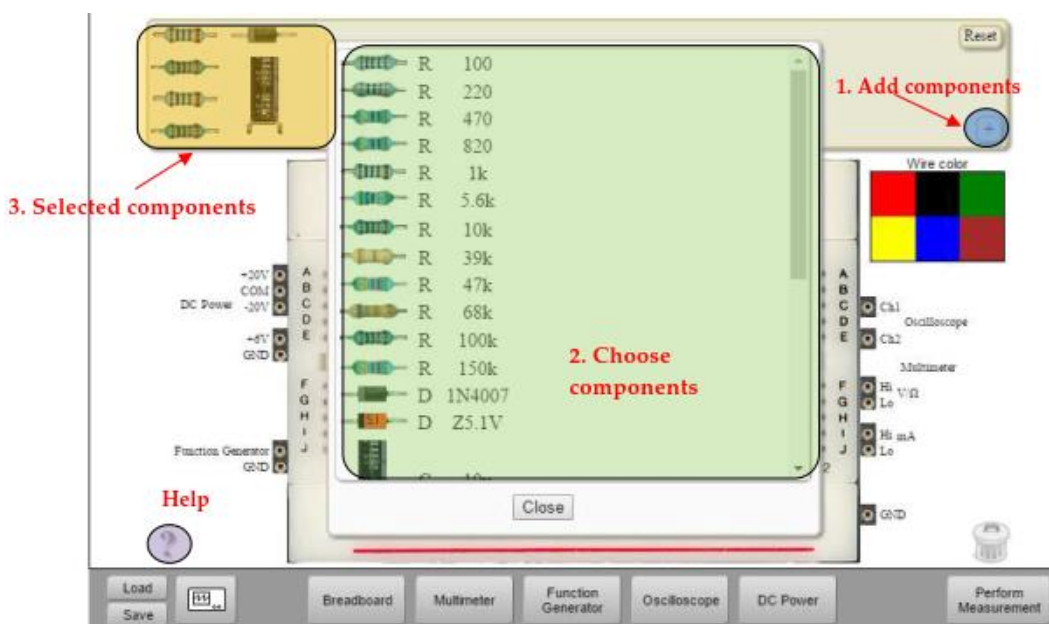 Reset
1. Add components
+
R 100
R 220
R 470
R 820
R 1k
R 5.6k
R 10k
R 39k
R 47k
R 68k
R 100k
R 150k
D 1N4007
D Z5.1V
2. Choose
components
Close
3. Selected components
Wire color
DC Power
+20V
COM
-20V
+6V
GND
A
B
C
D
E
F
G
H
I
J
Function Generator
GND
A
B
C
D
E
F
G
H
I
J
Ch1
Oscilloscope
Ch2
Multimeter
Hi V/Ω
Lo
Hi mA
Lo
GND
Help
?
Load
Save
Breadboard
Multimeter
Function
Generator
Oscilloscope
DC Power
Perform
Measurement